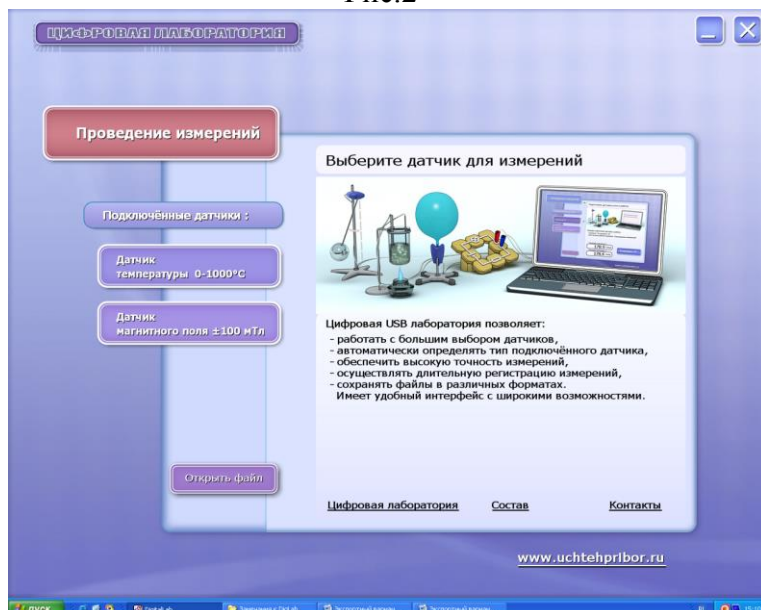 ЦИФРОВАЯ ЛАБОРАТОРИЯ
Проведение измерений
Выберите датчик для измерений
Подключённые датчики :
Датчик
температуры 0-1000°C
Датчик
магнитного поля ±100 мТл
Цифровая USB лаборатория позволяет:
- работать с большим выбором датчиков,
- автоматически определять тип подключённого датчика,
- обеспечить высокую точность измерений,
- осуществлять длительную регистрацию измерений,
- сохранять файлы в различных форматах.
Имеет удобный интерфейс с широкими возможностями.
Открыть файл
Цифровая лаборатория Состав Контакты
www.uchtehpribor.ru